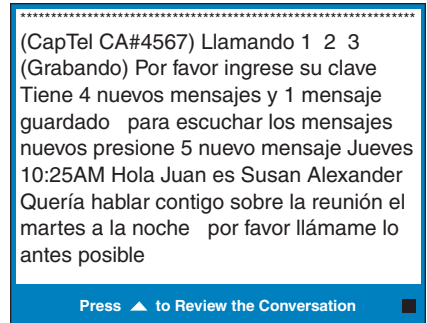 ****************************************************************************
(CapTel CA#4567) Llamando 1 2 3
(Grabando) Por favor ingrese su clave
Tiene 4 nuevos mensajes y 1 mensaje
guardado para escuchar los mensajes
nuevos presione 5 nuevo mensaje Jueves
10:25AM Hola Juan es Susan Alexander
Quería hablar contigo sobre la reunión el
martes a la noche por favor llámame lo
antes posible
Press ▲ to Review the Conversation